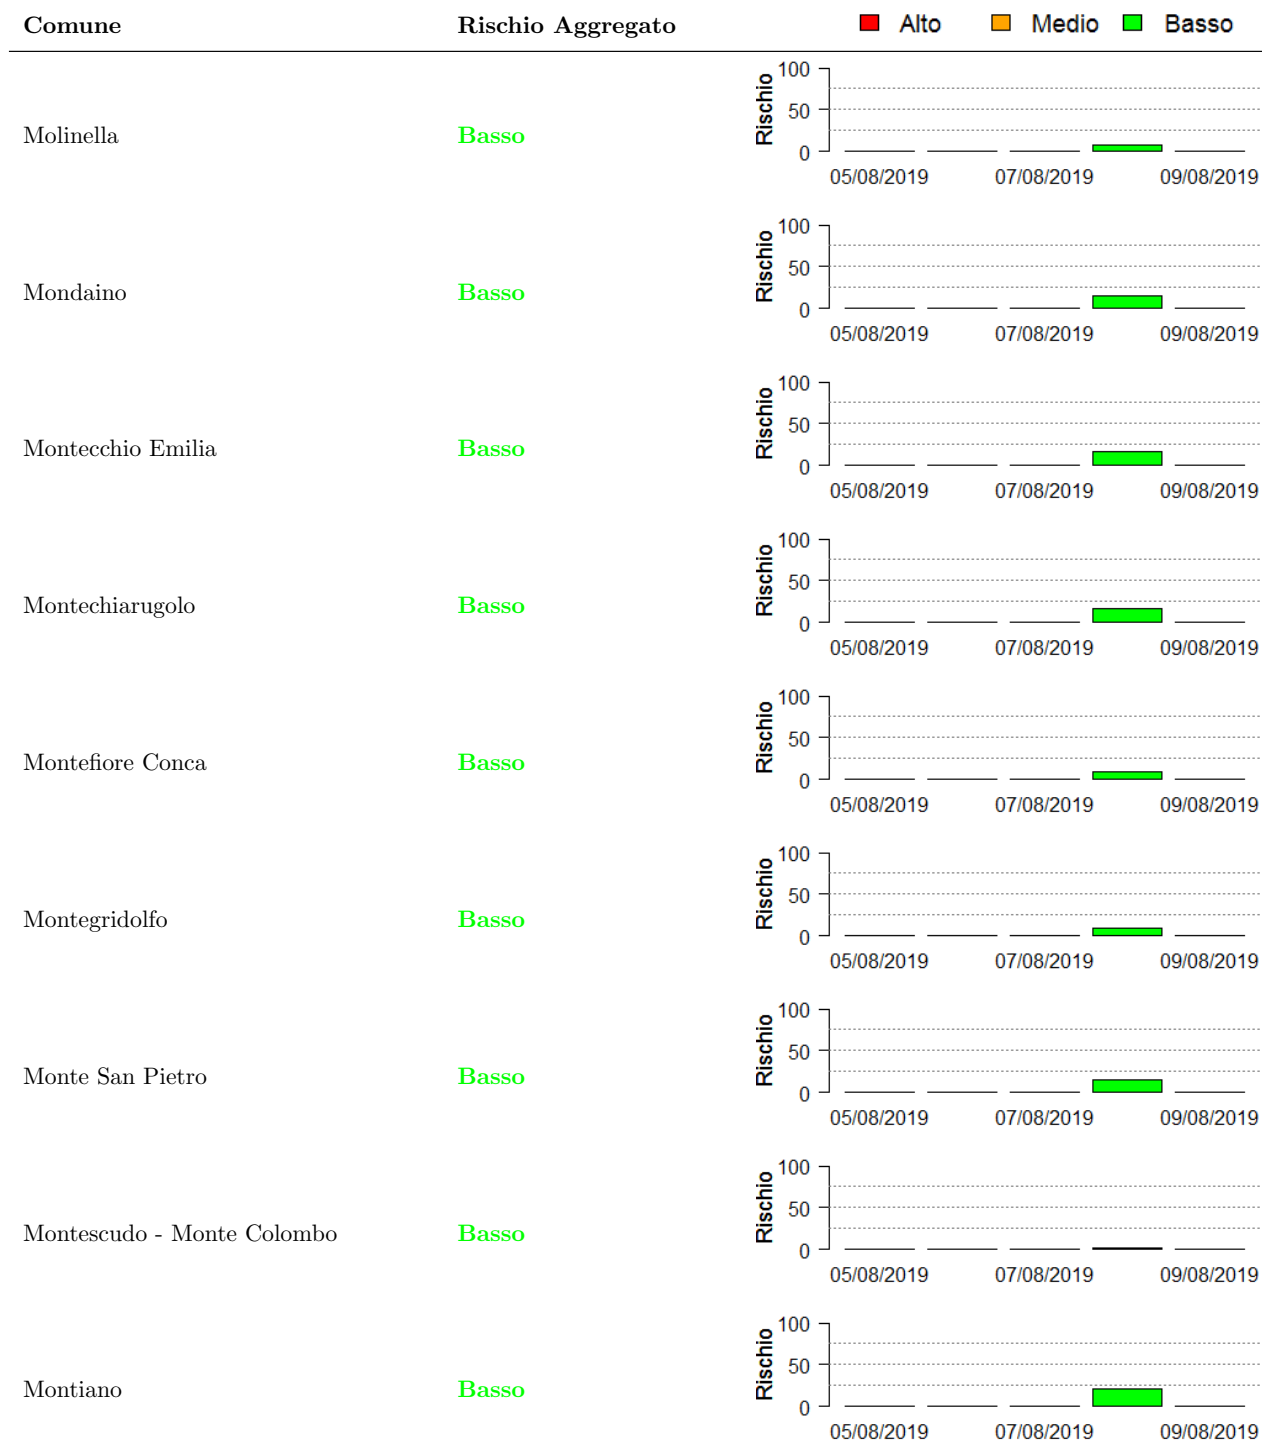 Comune Rischio Aggregato Alto Medio Basso
100
50
0
Rischio
Molinella Basso
05/08/2019 07/08/2019 09/08/2019
100
50
0
Rischio
Mondaino Basso
05/08/2019 07/08/2019 09/08/2019
100
50
0
Rischio
Montecchio Emilia Basso
05/08/2019 07/08/2019 09/08/2019
100
50
0
Rischio
Montechiarugolo Basso
05/08/2019 07/08/2019 09/08/2019
100
50
0
Rischio
Montefiore Conca Basso
05/08/2019 07/08/2019 09/08/2019
100
50
0
Rischio
Montegridolfo Basso
05/08/2019 07/08/2019 09/08/2019
100
50
0
Rischio
Monte San Pietro Basso
05/08/2019 07/08/2019 09/08/2019
100
50
0
Rischio
Montescudo - Monte Colombo Basso
05/08/2019 07/08/2019 09/08/2019
100
50
0
Rischio
Montiano Basso
05/08/2019 07/08/2019 09/08/2019